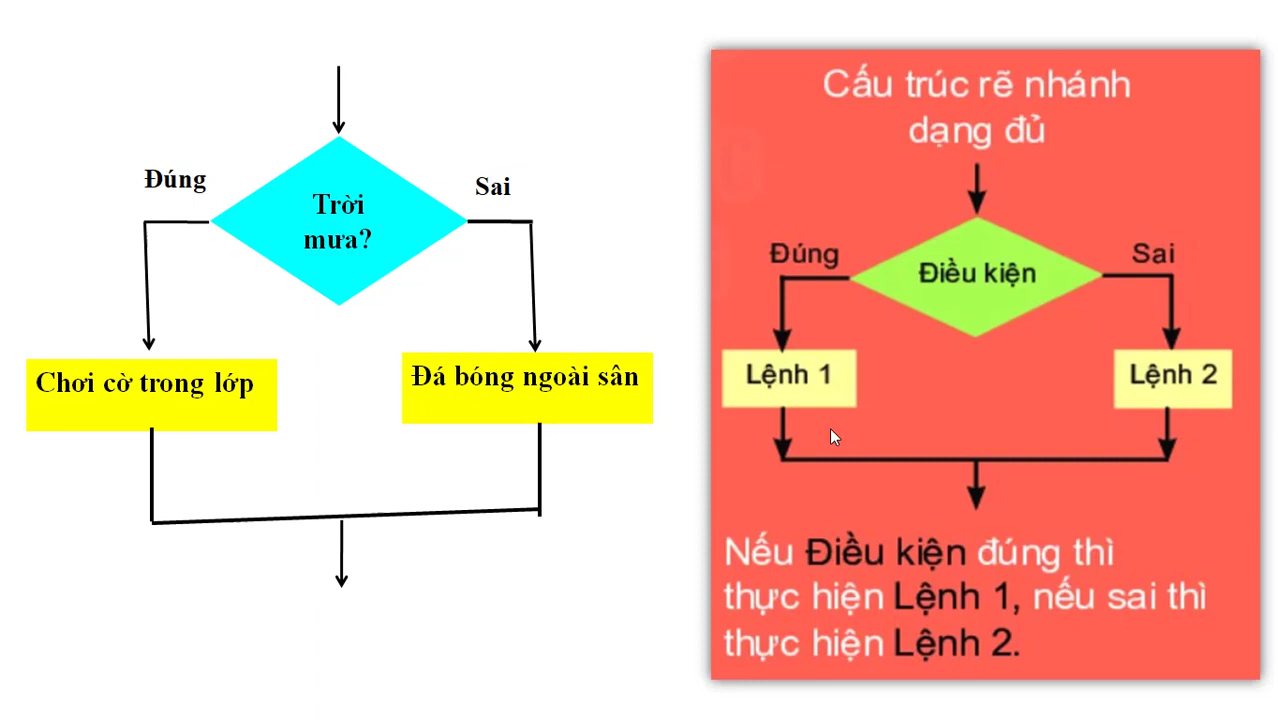 Đúng
Sai
Trời
mưa?
Chơi cờ trong lớp
Đá bóng ngoài sân
Cấu trúc rẽ nhánh
dạng đủ
Đúng
Sai
Điều kiện
Lệnh 1
Lệnh 2
Nếu Điều kiện đúng thì
thực hiện Lệnh 1, nếu sai thì
thực hiện Lệnh 2.